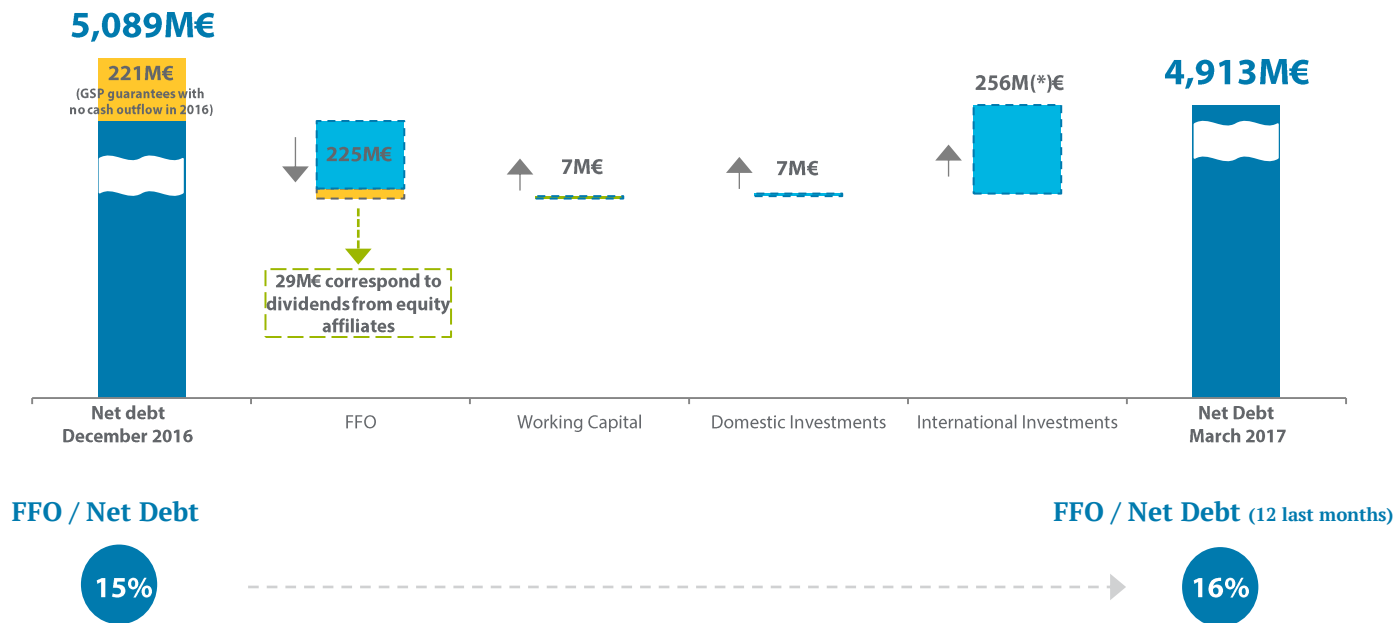 5,089M€
221M€
(GSP guarantees with
no cash outflow in 2016)
225M€
29M€ correspond to
dividends from equity
affiliates
7M€
7M€
256M(*)€
4,913M€
Net debt
December 2016
FFO
Working Capital
Domestic Investments
International Investments
Net Debt
March 2017
FFO / Net Debt
FFO / Net Debt (12 last months)
15%
16%